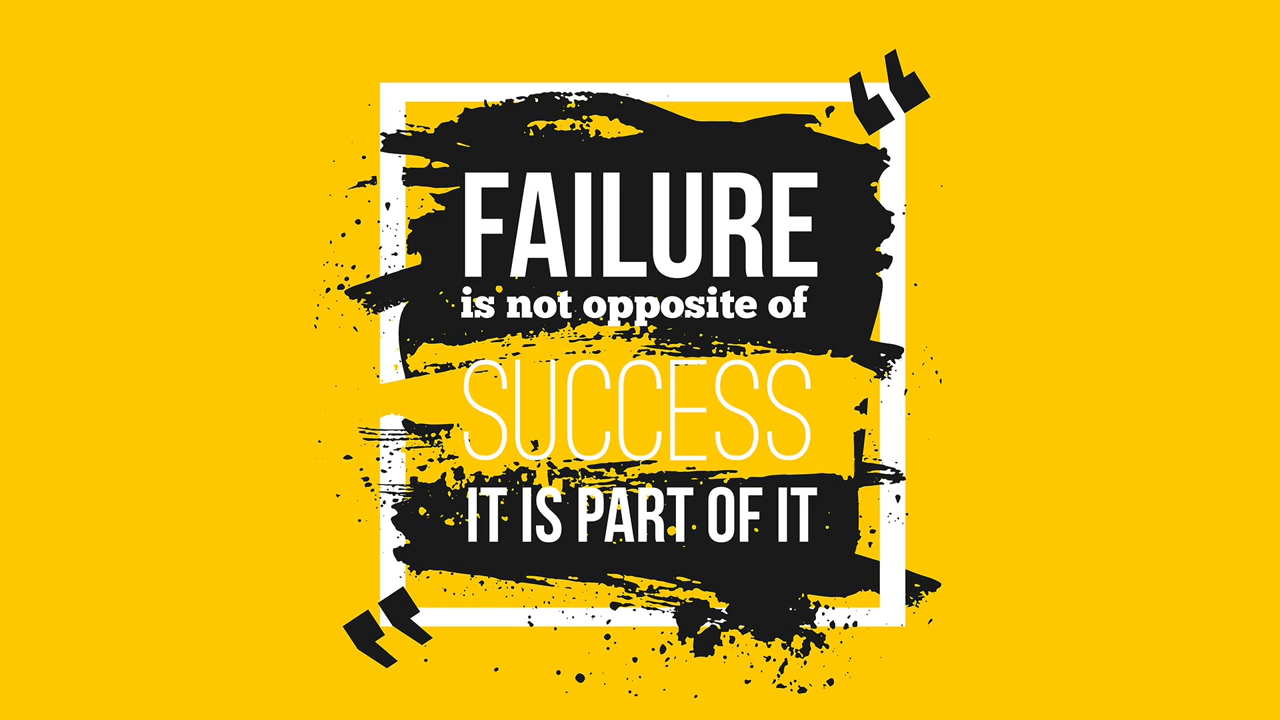 FAILURE
is not opposite of
SUCCESS
IT IS PART OF IT